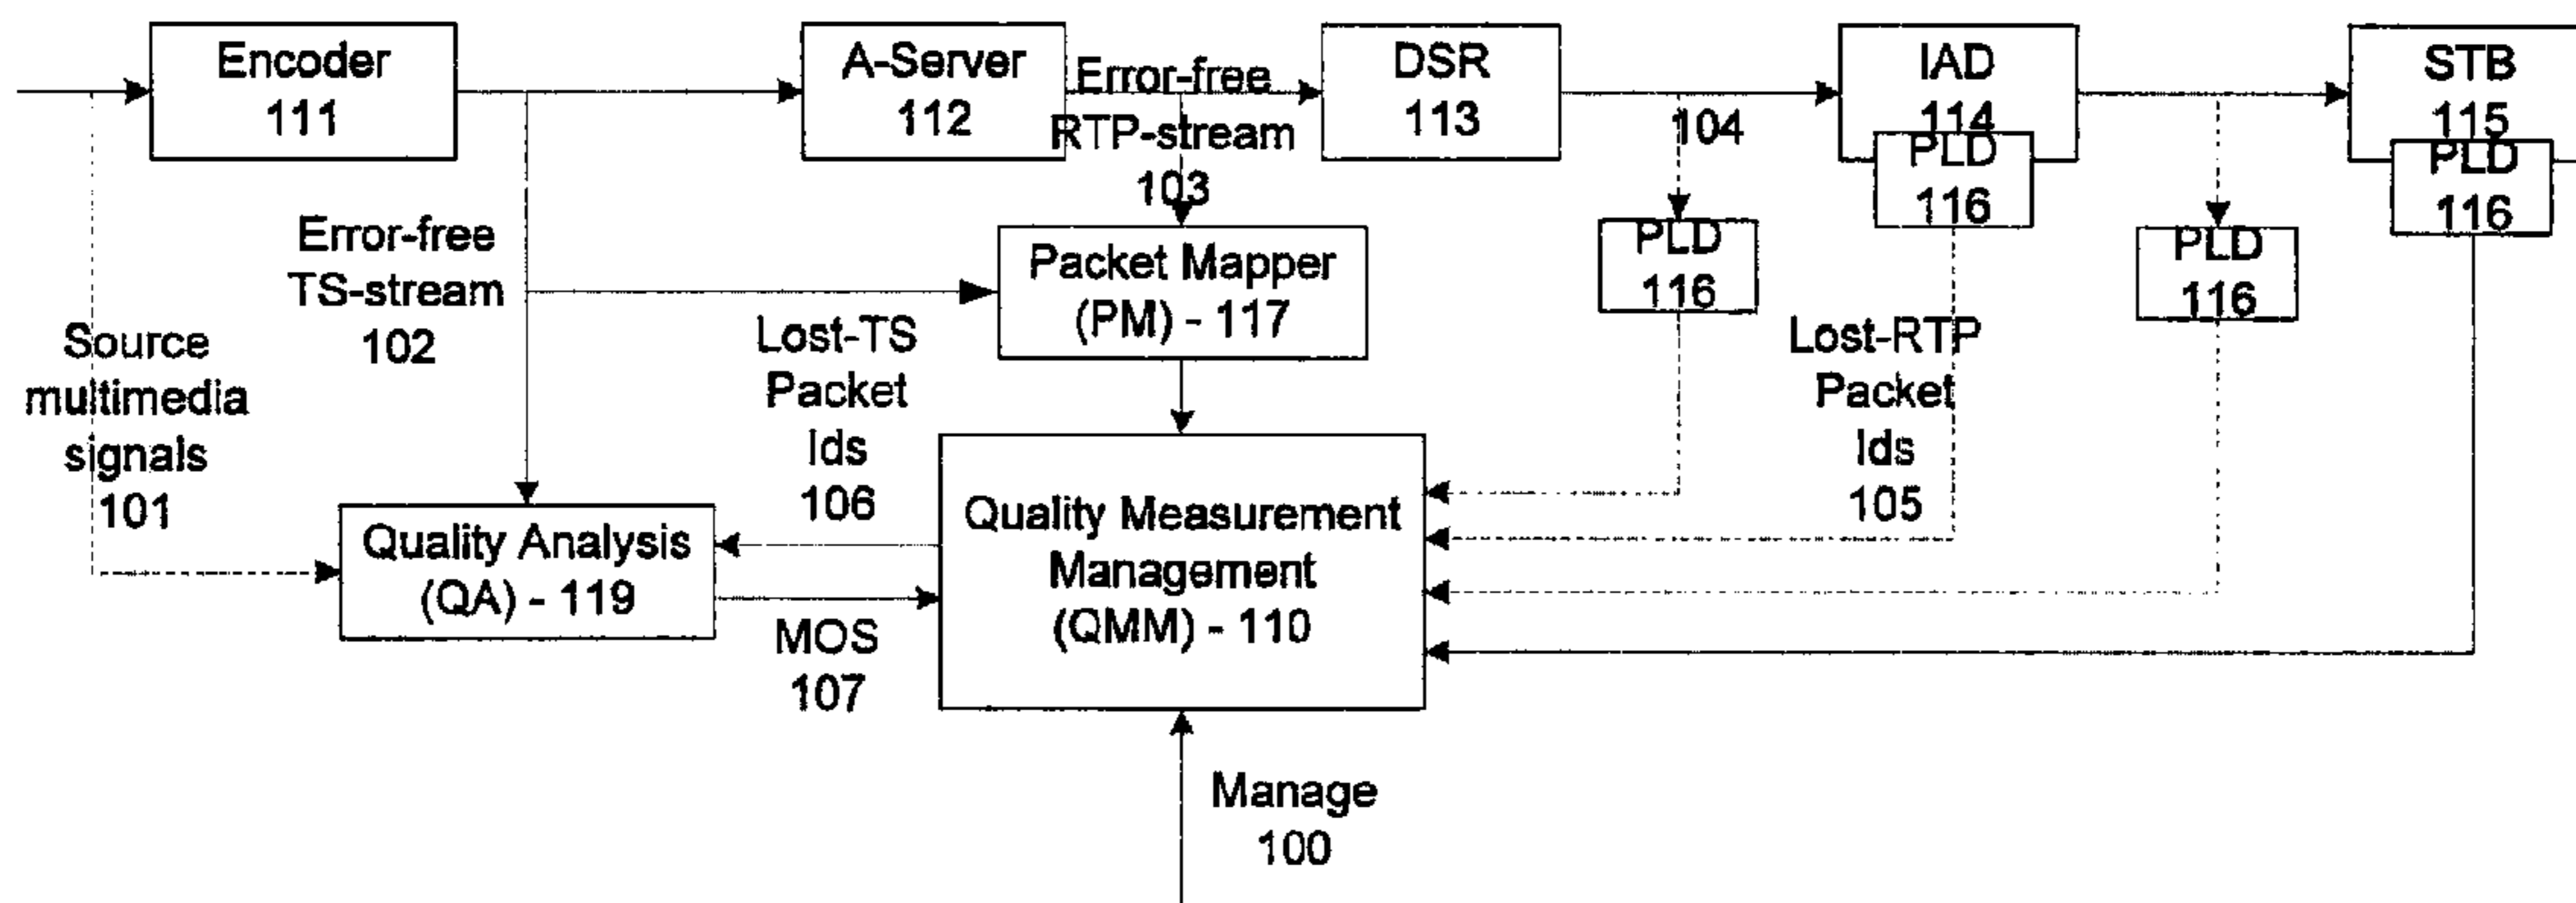 Encoder
111
A-Server
112
Error-free
RTP-stream
103
DSR
113
104
IAD
114
PLD
116
STB
115
PLD
116
Error-free
TS-stream
102
Source
multimedia
signals
101
Packet Mapper
(PM) - 117
PLD
116
PLD
116
Lost-TS
Packet
Ids
106
Lost-RTP
Packet
Ids
105
Quality Analysis
(QA) - 119
Quality Measurement
Management
(QMM) - 110
MOS
107
Manage
100